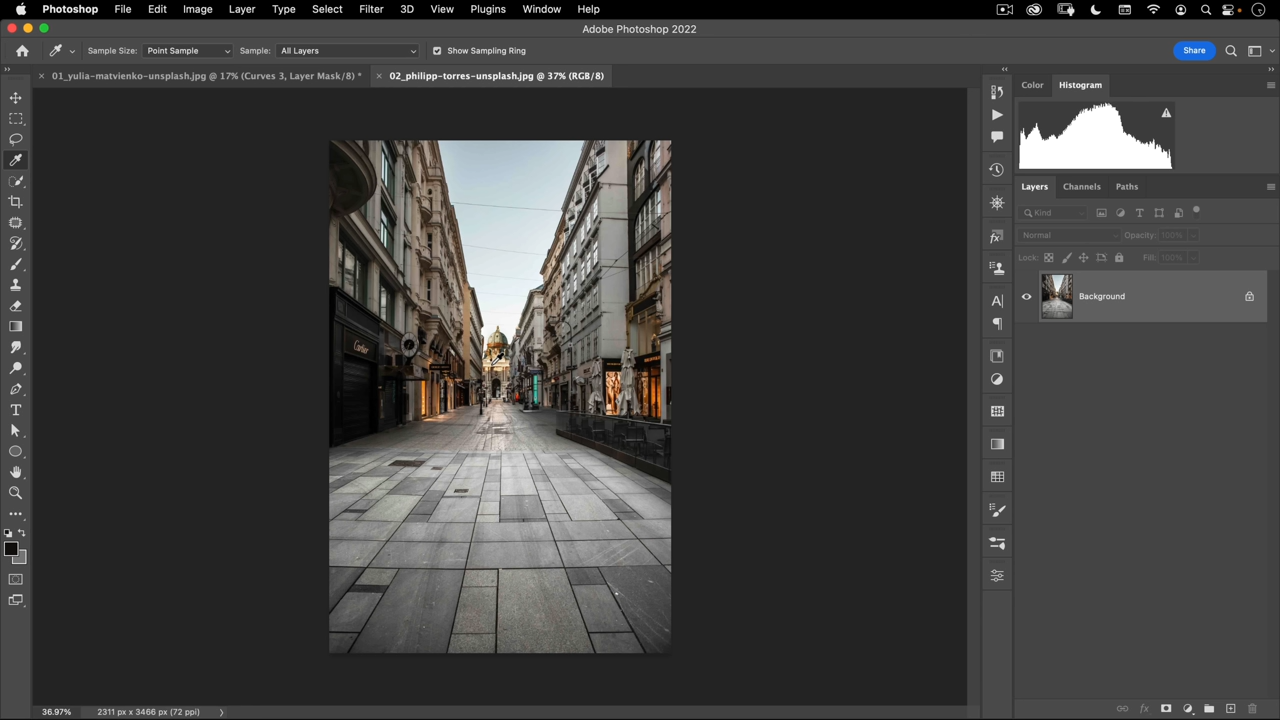 Photoshop File Edit Image Layer Type Select Filter 3D View Plugins Window Help
Adobe Photoshop 2022
Sample Size: Point Sample Sample: All Layers Show Sampling Ring Share
01_yulia-matvienko-unsplash.jpg @ 17% (Curves 3, Layer Mask/8) *
02_philipp-torres-unsplash.jpg @ 37% (RGB/8)
Color Histogram
Layers Channels Paths
Kind
Normal Opacity: 100%
Lock: Fill: 100%
Background
Cartier
36.97% 2311 px x 3466 px (72 ppi)